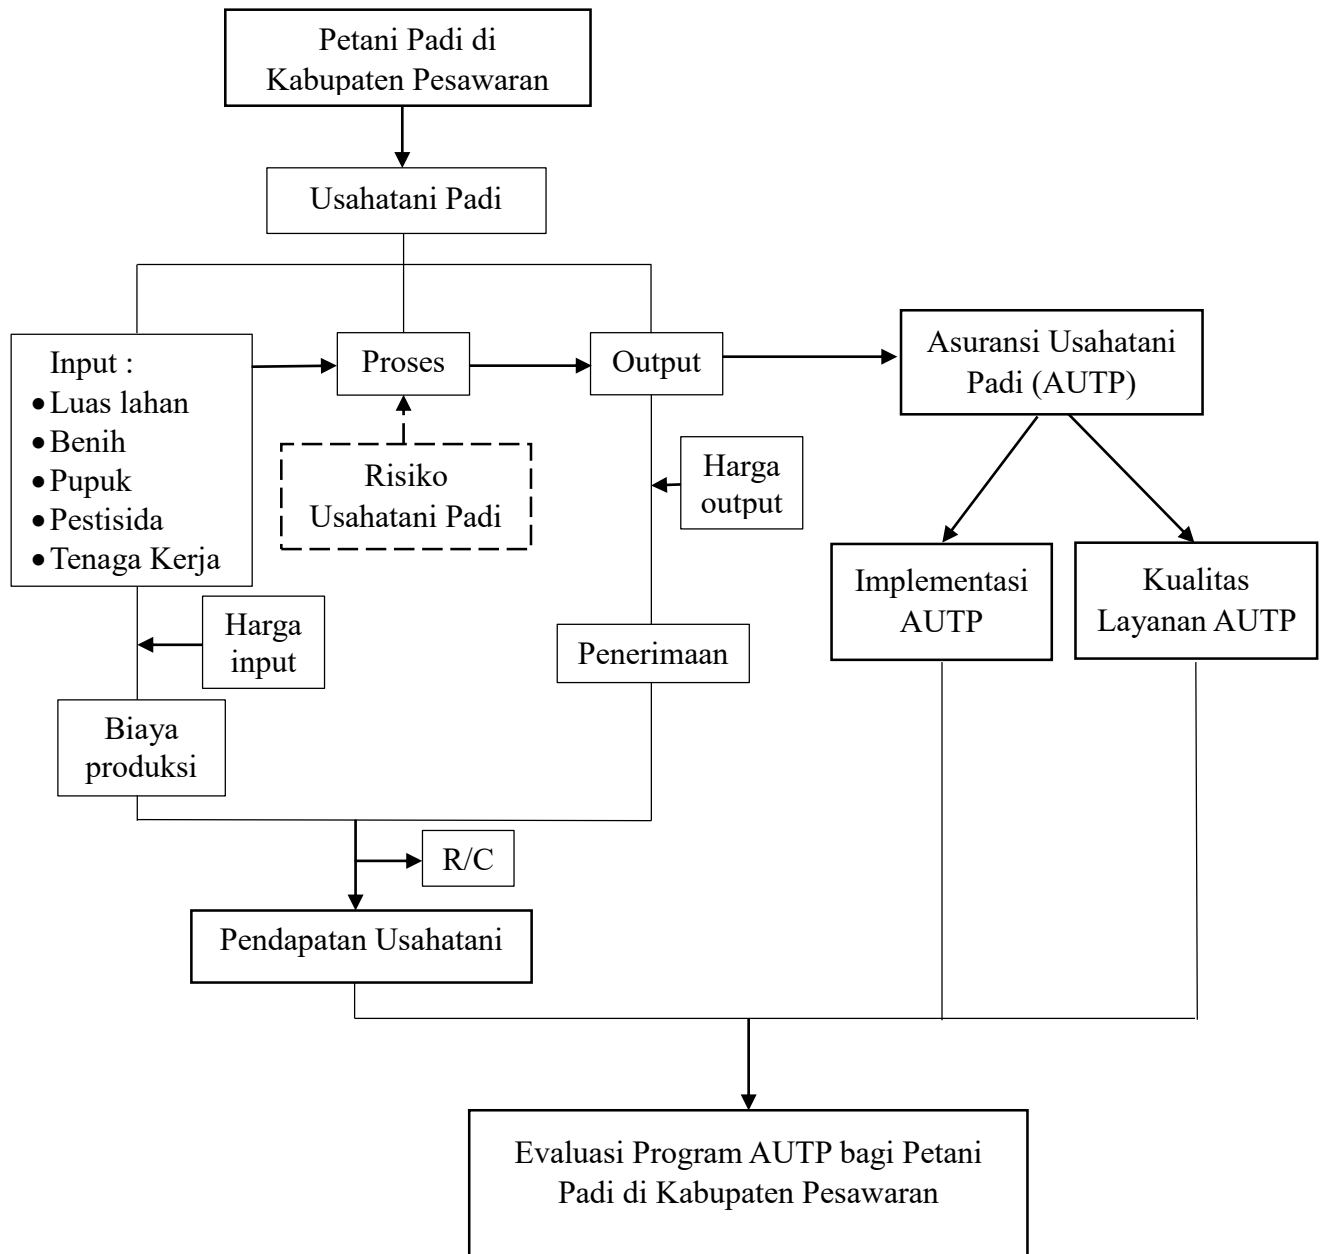 Petani Padi di
Kabupaten Pesawaran
Usahatani Padi
Input :
•Luas lahan
•Benih
•Pupuk
•Pestisida
•Tenaga Kerja
Proses
Output
Asuransi Usahatani
Padi (AUTP)
Risiko
Usahatani Padi
Harga
output
Implementasi
AUTP
Kualitas
Layanan AUTP
Harga
input
Penerimaan
Biaya
produksi
R/C
Pendapatan Usahatani
Evaluasi Program AUTP bagi Petani
Padi di Kabupaten Pesawaran